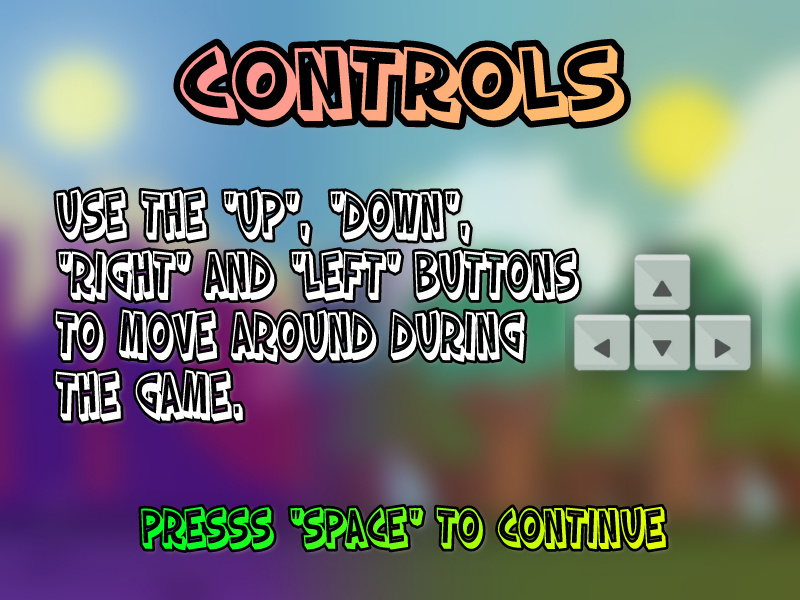 CONTROLS
USE THE "UP", "DOWN",
"RIGHT" AND "LEFT" BUTTONS
TO MOVE AROUND DURING
THE GAME.
PRESSS "SPACE" TO CONTINUE